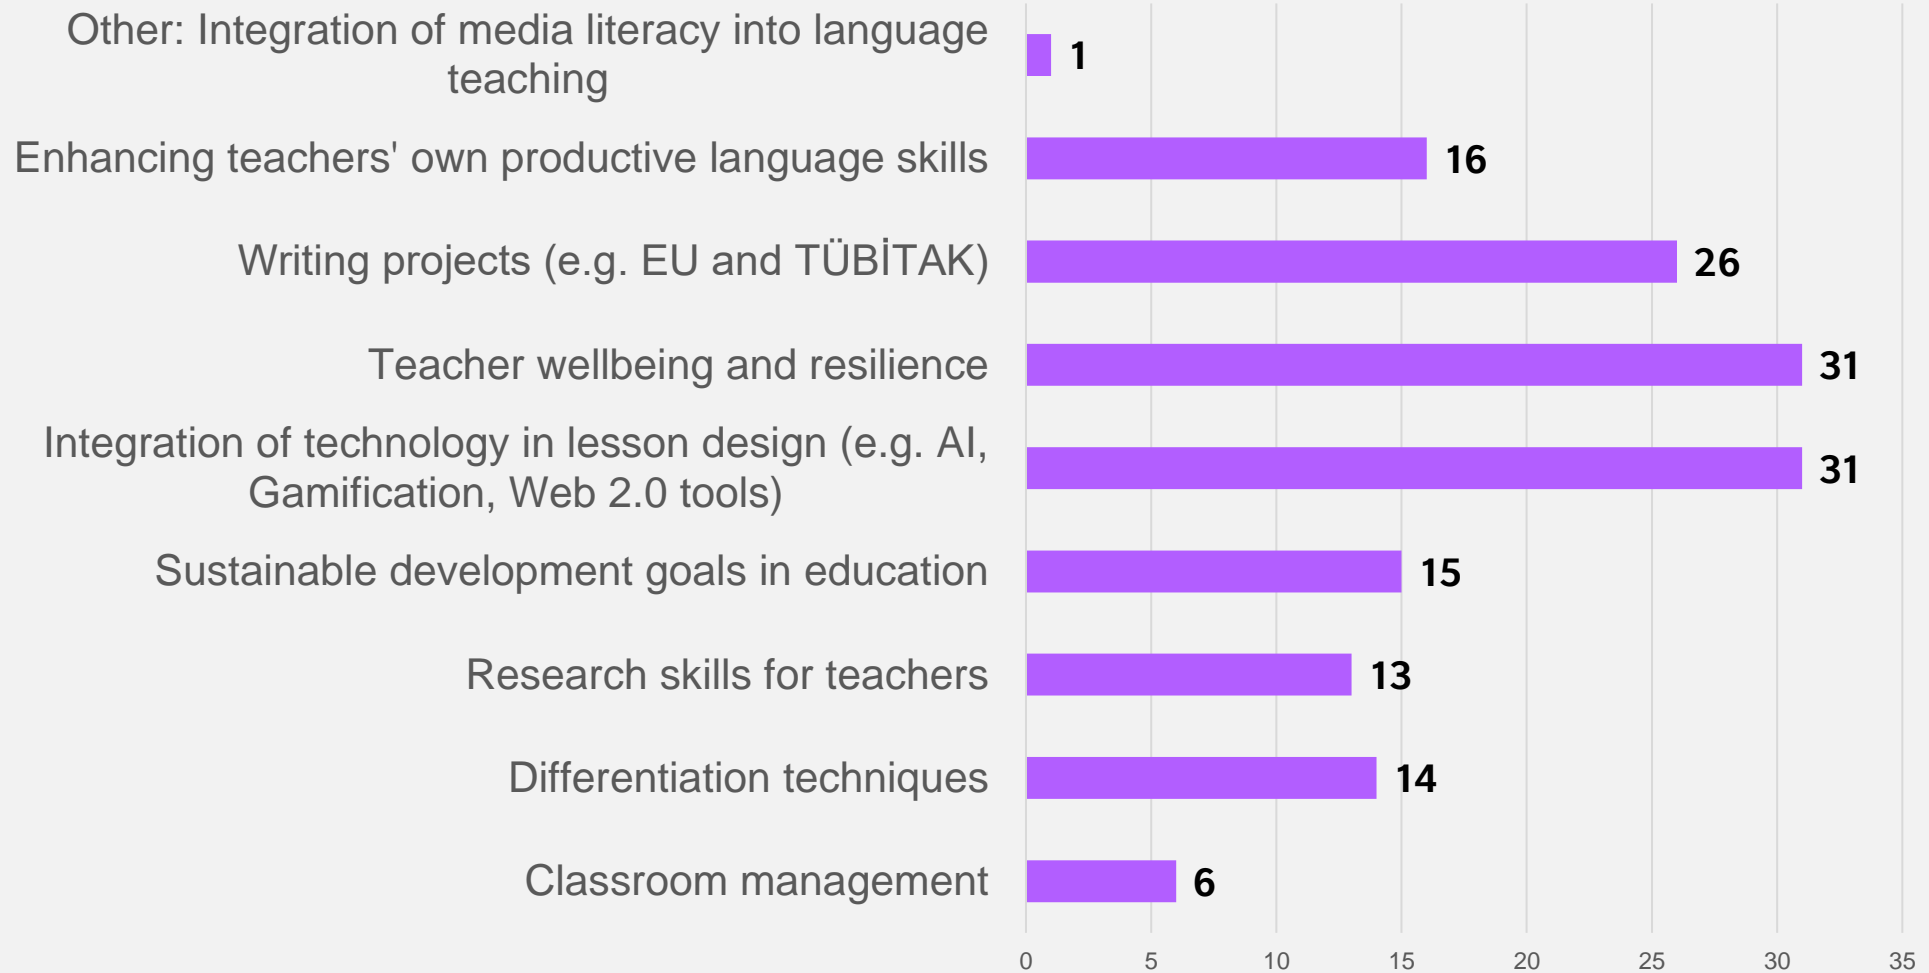 Other: Integration of media literacy into language
teaching
1
Enhancing teachers' own productive language skills
16
Writing projects (e.g. EU and TÜBİTAK)
26
Teacher wellbeing and resilience
31
Integration of technology in lesson design (e.g. AI,
Gamification, Web 2.0 tools)
31
Sustainable development goals in education
15
Research skills for teachers
13
Differentiation techniques
14
Classroom management
6
0 5 10 15 20 25 30 35